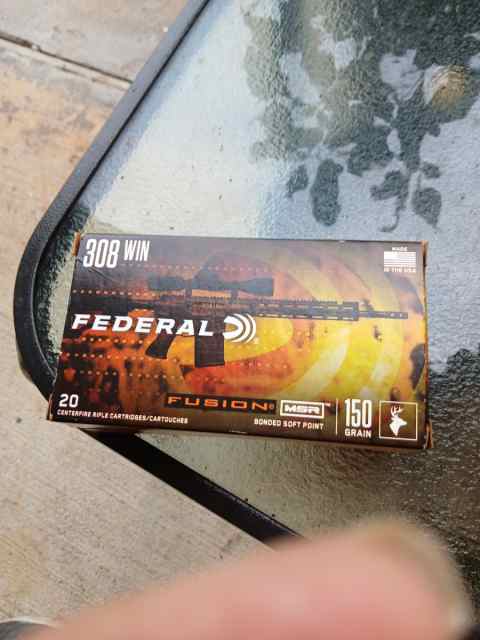 308 WIN
MADE
IN THE USA
FEDERAL
FUSION® MSR
20
CENTERFIRE RIFLE CARTRIDGES/CARTOUCHES
BONDED SOFT POINT
150
GRAIN